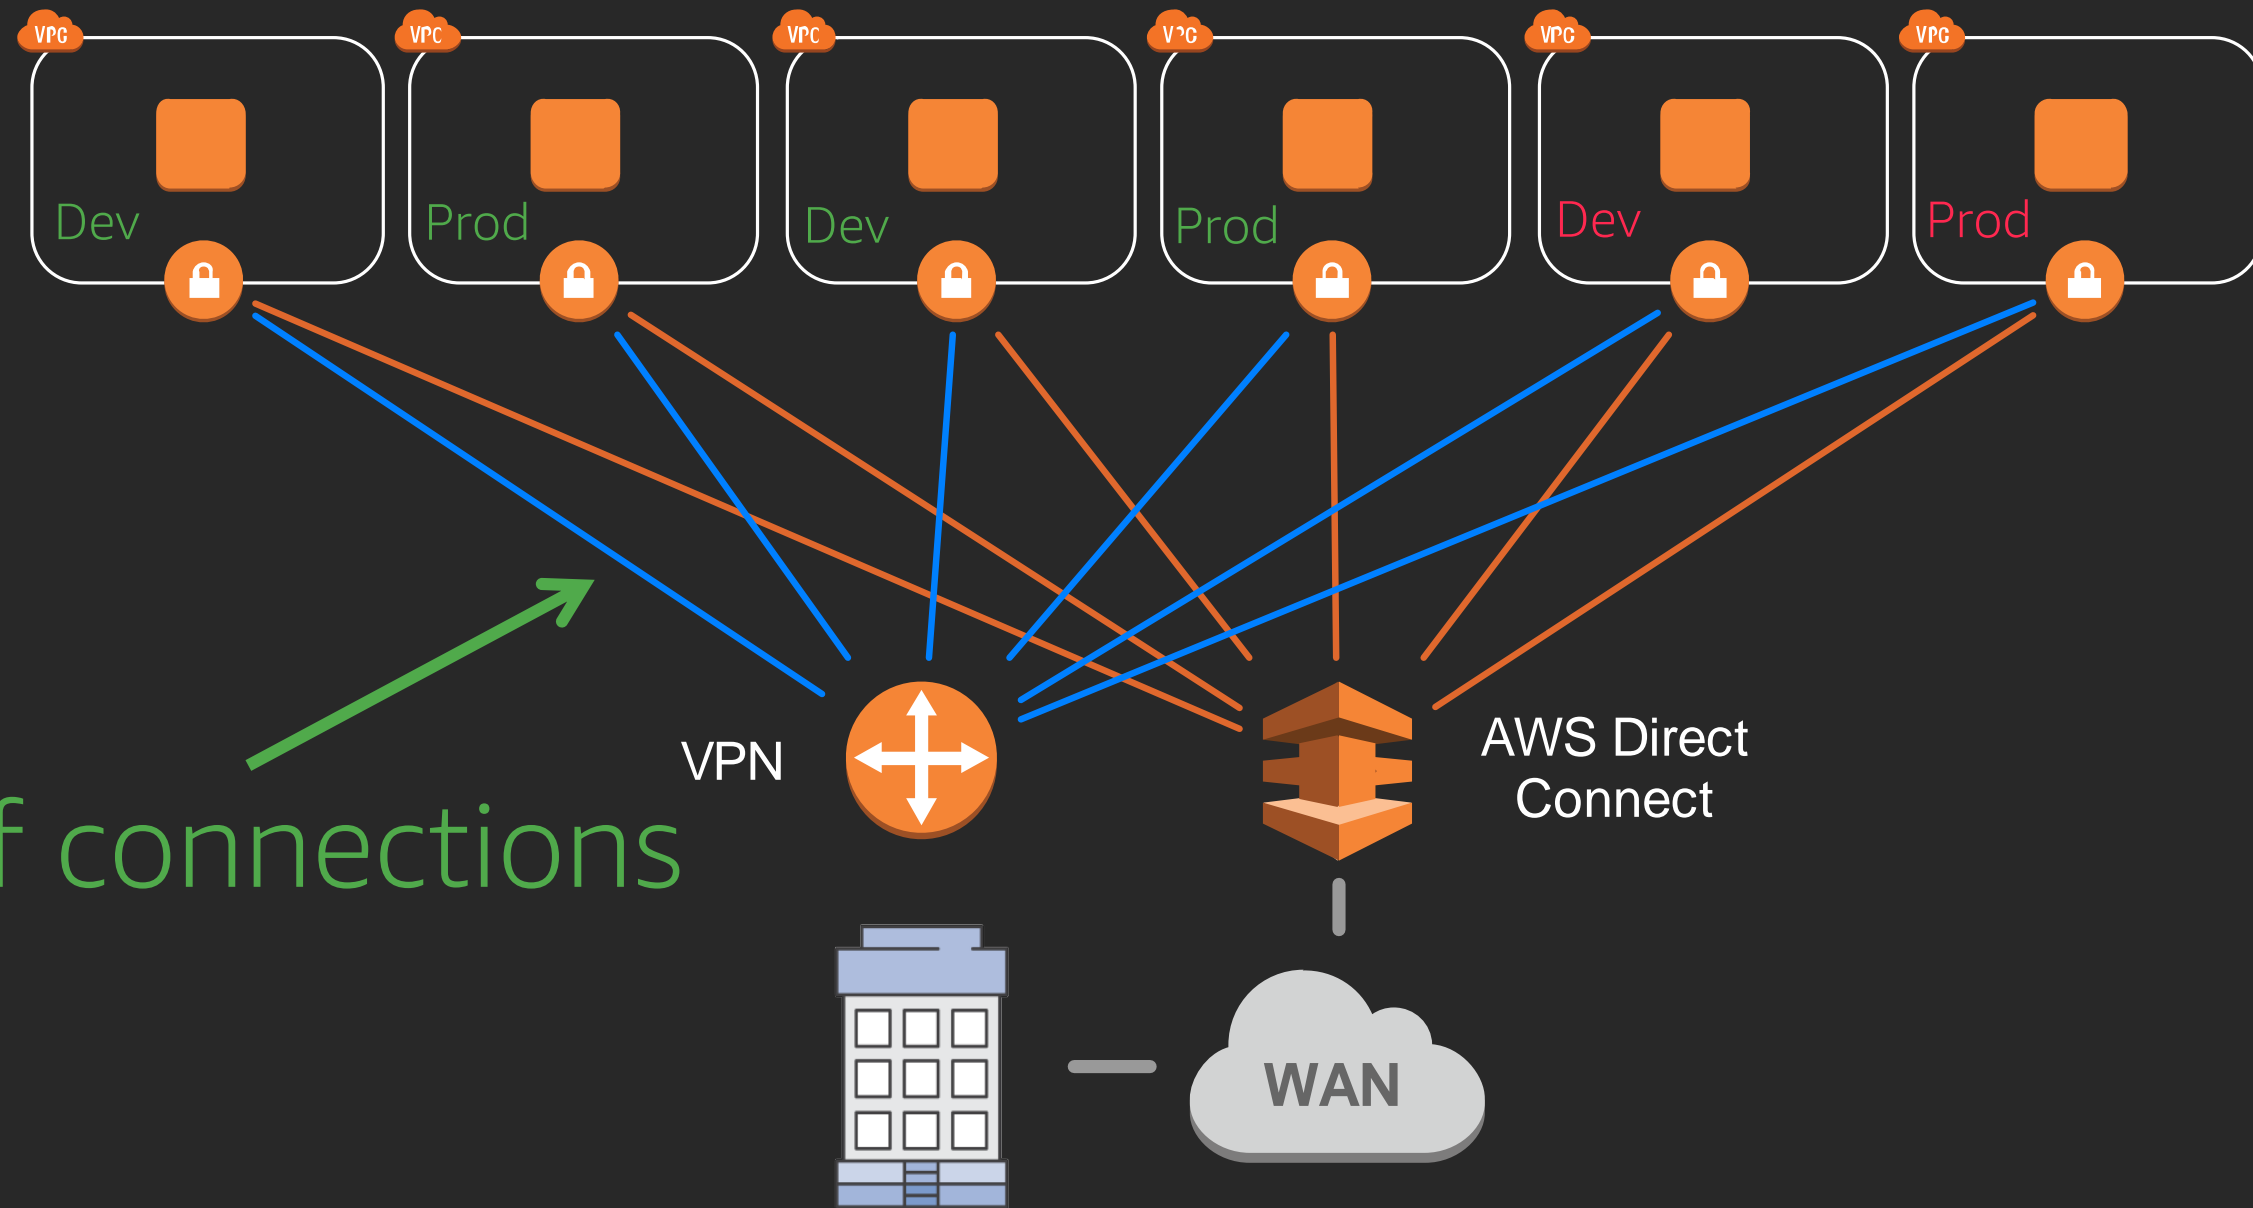 VPC VPC VPC VPC VPC VPC
Dev Prod Dev Prod Dev Prod
VPN
AWS Direct
Connect
f connections
WAN